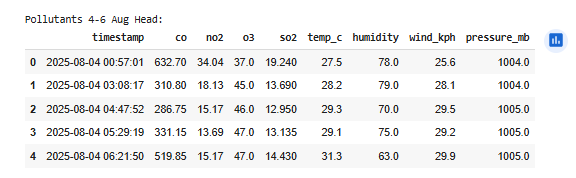 Pollutants 4-6 Aug Head:
timestamp co no2 o3 so2 temp_c humidity wind_kph pressure_mb
0 2025-08-04 00:57:01 632.70 34.04 37.0 19.240 27.5 78.0 25.6 1004.0
1 2025-08-04 03:08:17 310.80 18.13 45.0 13.690 28.2 79.0 28.1 1004.0
2 2025-08-04 04:47:52 286.75 15.17 46.0 12.950 29.3 70.0 29.5 1005.0
3 2025-08-04 05:29:19 331.15 13.69 47.0 13.135 29.1 75.0 29.2 1005.0
4 2025-08-04 06:21:50 519.85 15.17 47.0 14.430 31.3 63.0 29.9 1005.0